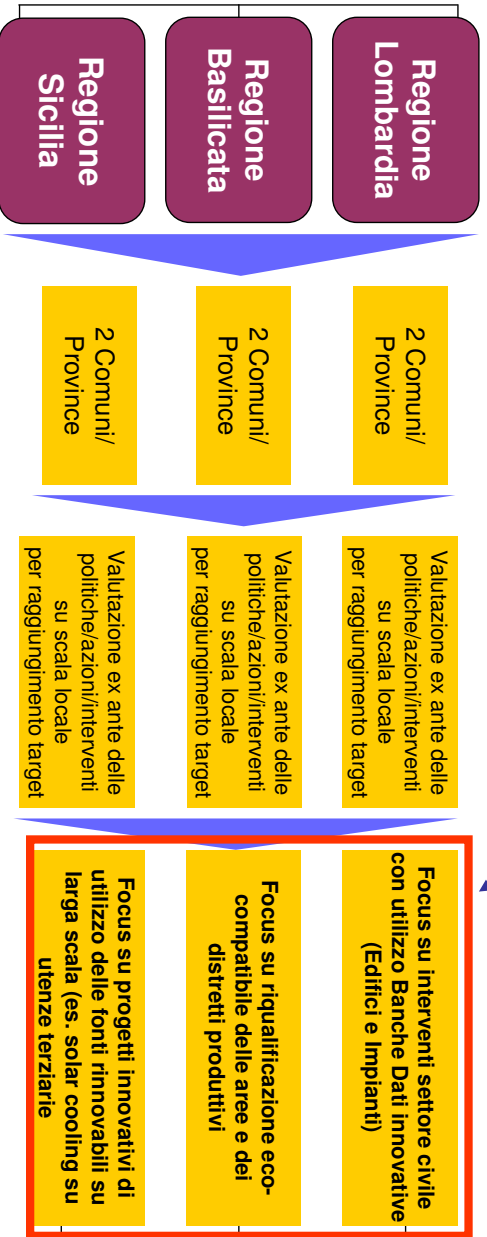 Regione
Lombardia
2 Comuni/
Province
Valutazione ex ante delle
politiche/azioni/interventi
su scala locale
per raggiungimento target
Focus su interventi settore civile
con utilizzo Banche Dati innovative
(Edifici e Impianti)
Regione
Basilicata
2 Comuni/
Province
Valutazione ex ante delle
politiche/azioni/interventi
su scala locale
per raggiungimento target
Focus su riqualificazione eco-
compatibile delle aree e dei
distretti produttivi
Regione
Sicilia
2 Comuni/
Province
Valutazione ex ante delle
politiche/azioni/interventi
su scala locale
per raggiungimento target
Focus su progetti innovativi di
utilizzo delle fonti rinnovabili su
larga scala (es. solar cooling su
utenze terziarie